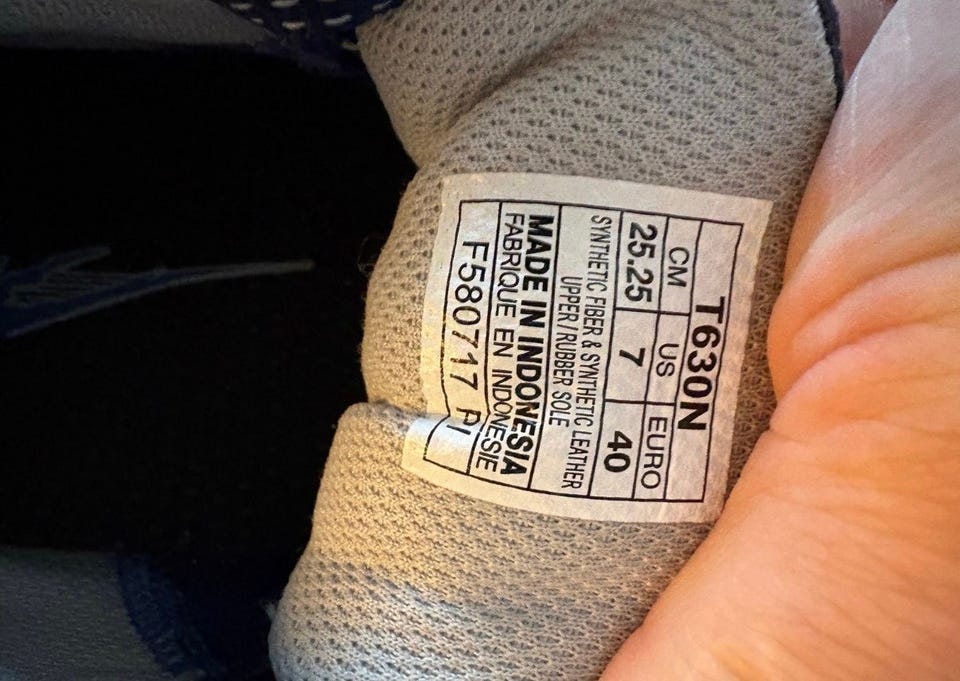 T630N
CM US EURO
25.25 7 40
SYNTHETIC FIBER & SYNTHETIC LEATHER
UPPER / RUBBER SOLE
MADE IN INDONESIA
FABRIQUE EN INDONESIE
F580717 PI